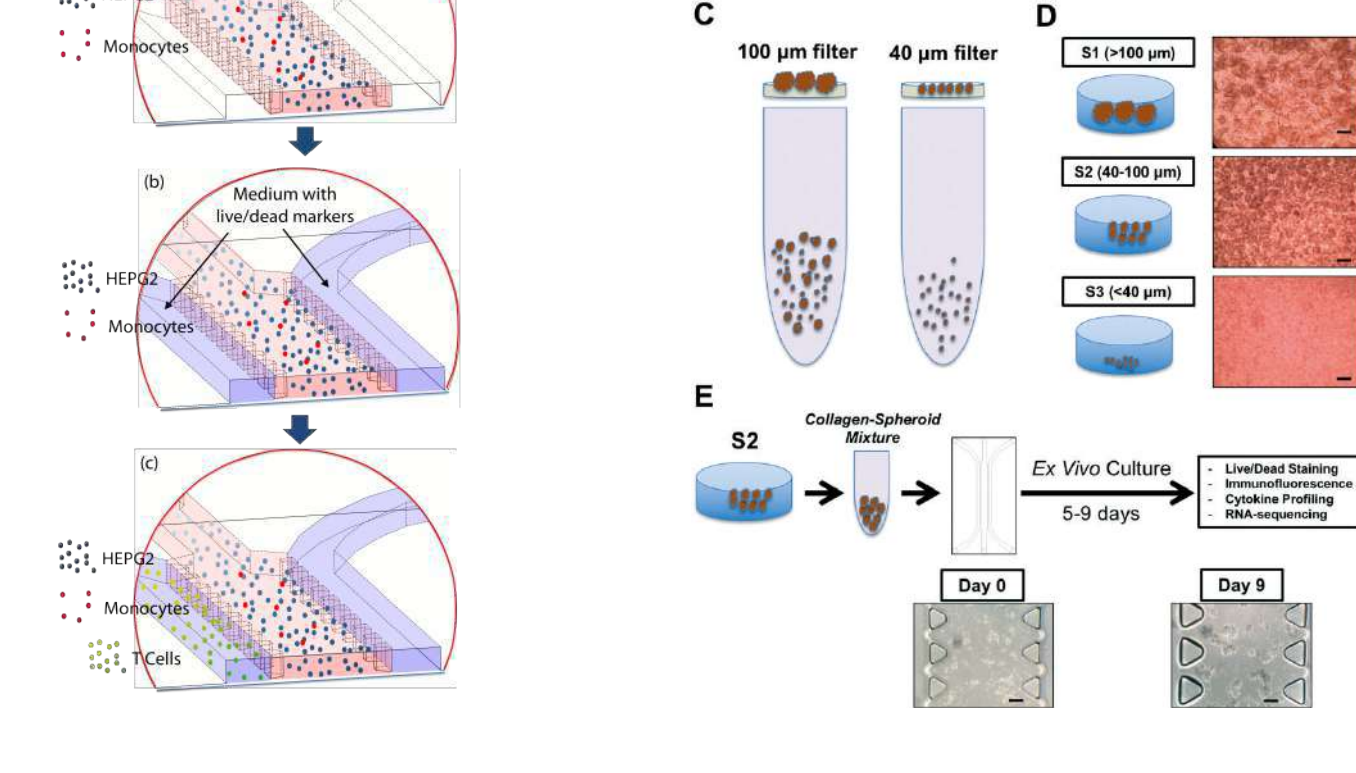 Monocytes
(b)
Medium with
live/dead markers
HEPG2
Monocytes
(c)
HEPG2
Monocytes
T Cells
C
100 µm filter
40 µm filter
D
S1 (>100 µm)
S2 (40-100 µm)
S3 (<40 µm)
E
S2
Collagen-Spheroid
Mixture
Ex Vivo Culture
5-9 days
- Live/Dead Staining
- Immunofluorescence
- Cytokine Profiling
- RNA-sequencing
Day 0
Day 9